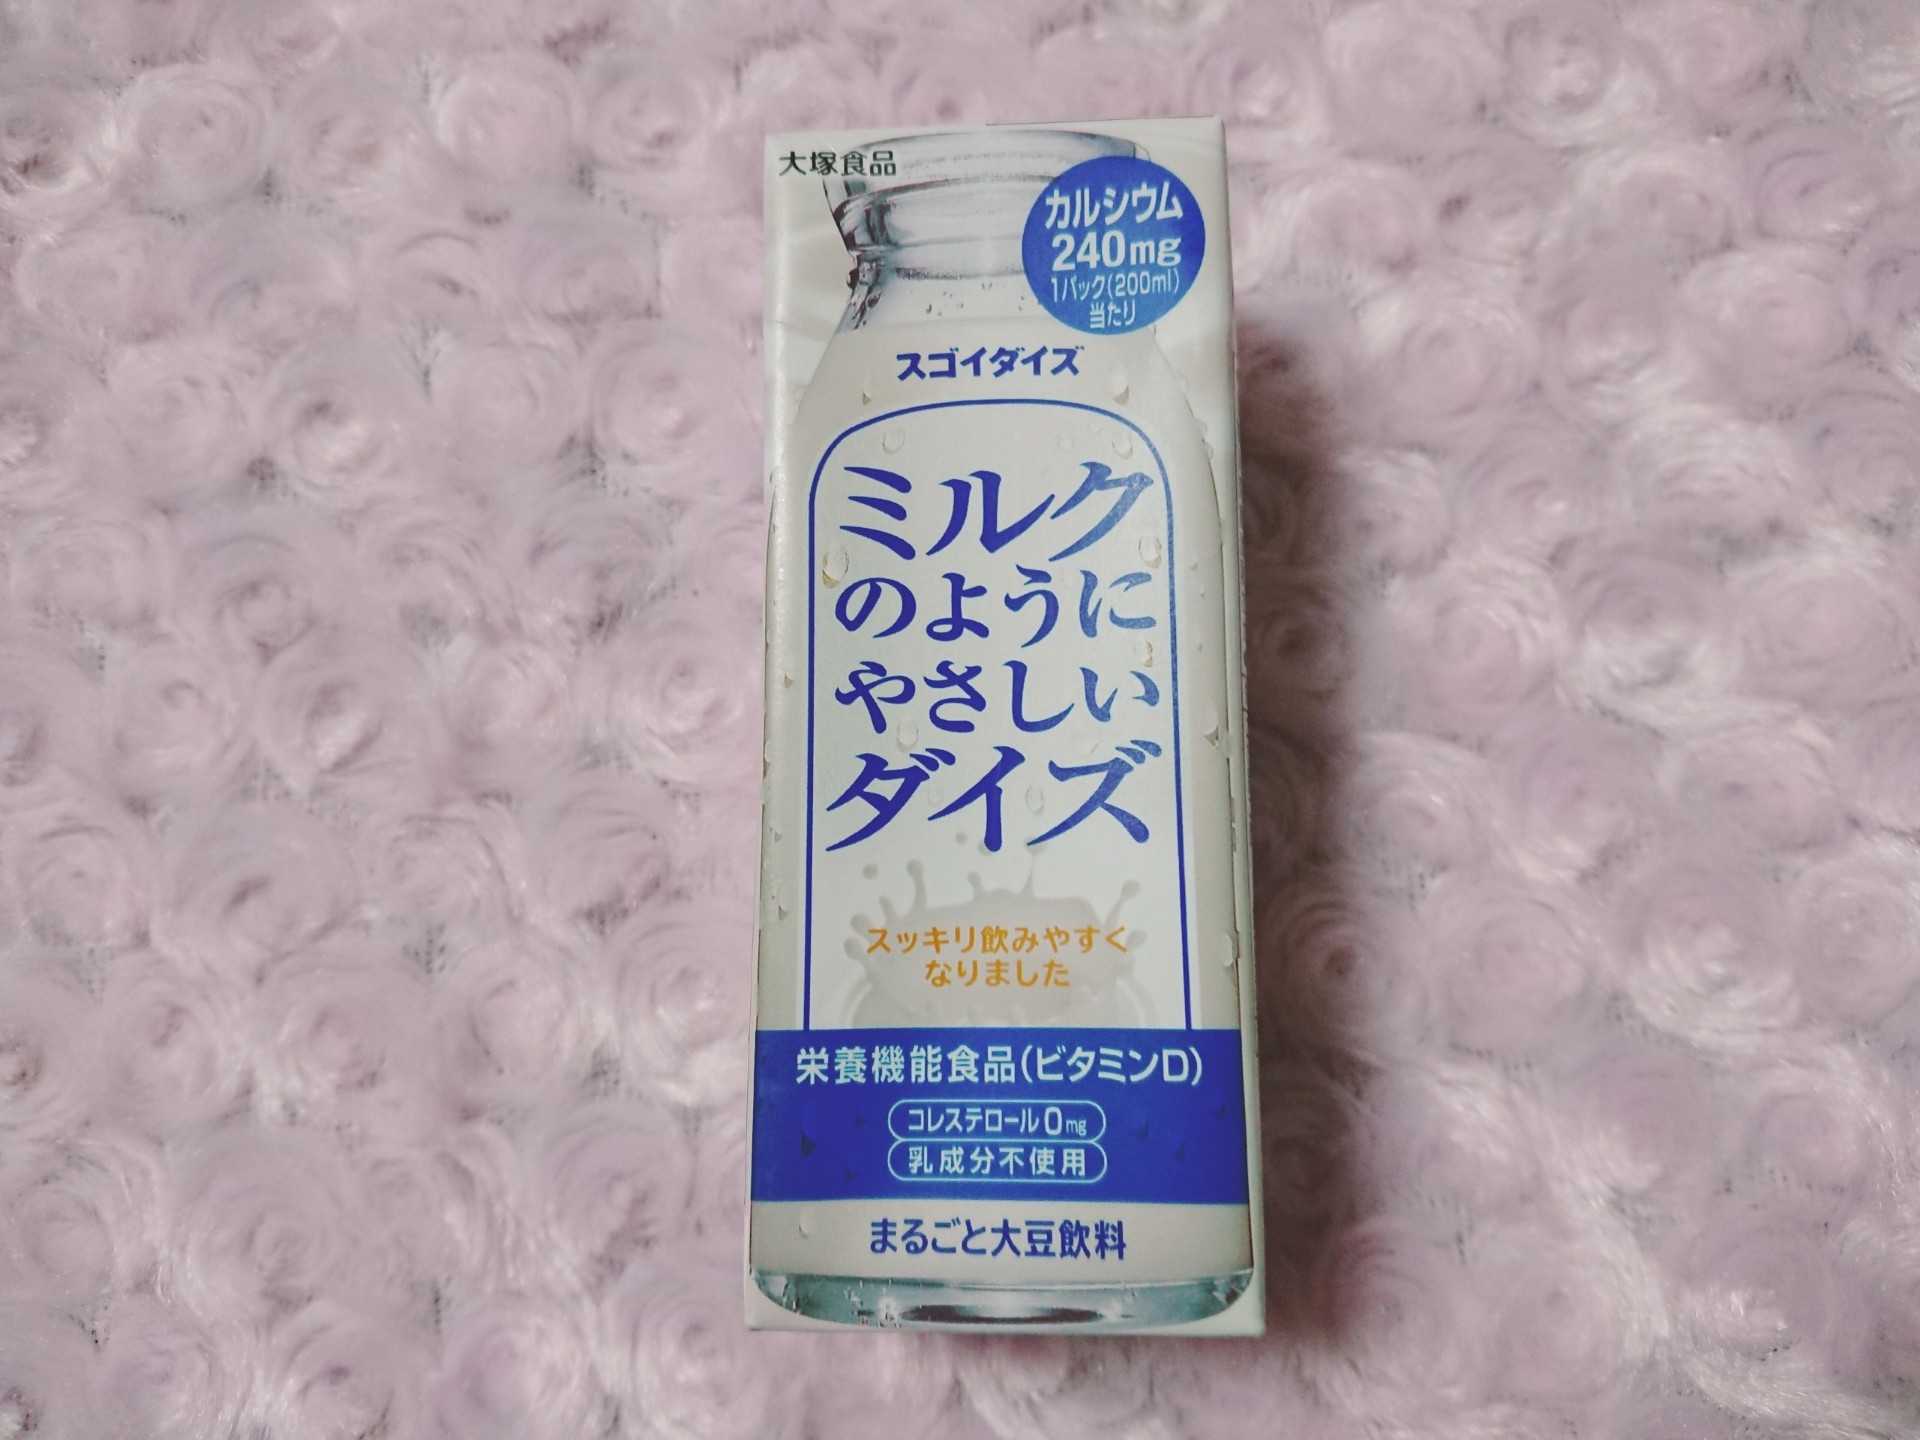 大塚食品
カルシウム
240mg
1パック(200ml)
当たり
スゴイダイズ
ミルク
のように
やさしい
ダイズ
スッキリ飲みやすく
なりました
栄養機能食品(ビタミンD)
コレステロール0mg
乳成分不使用
まるごと大豆飲料